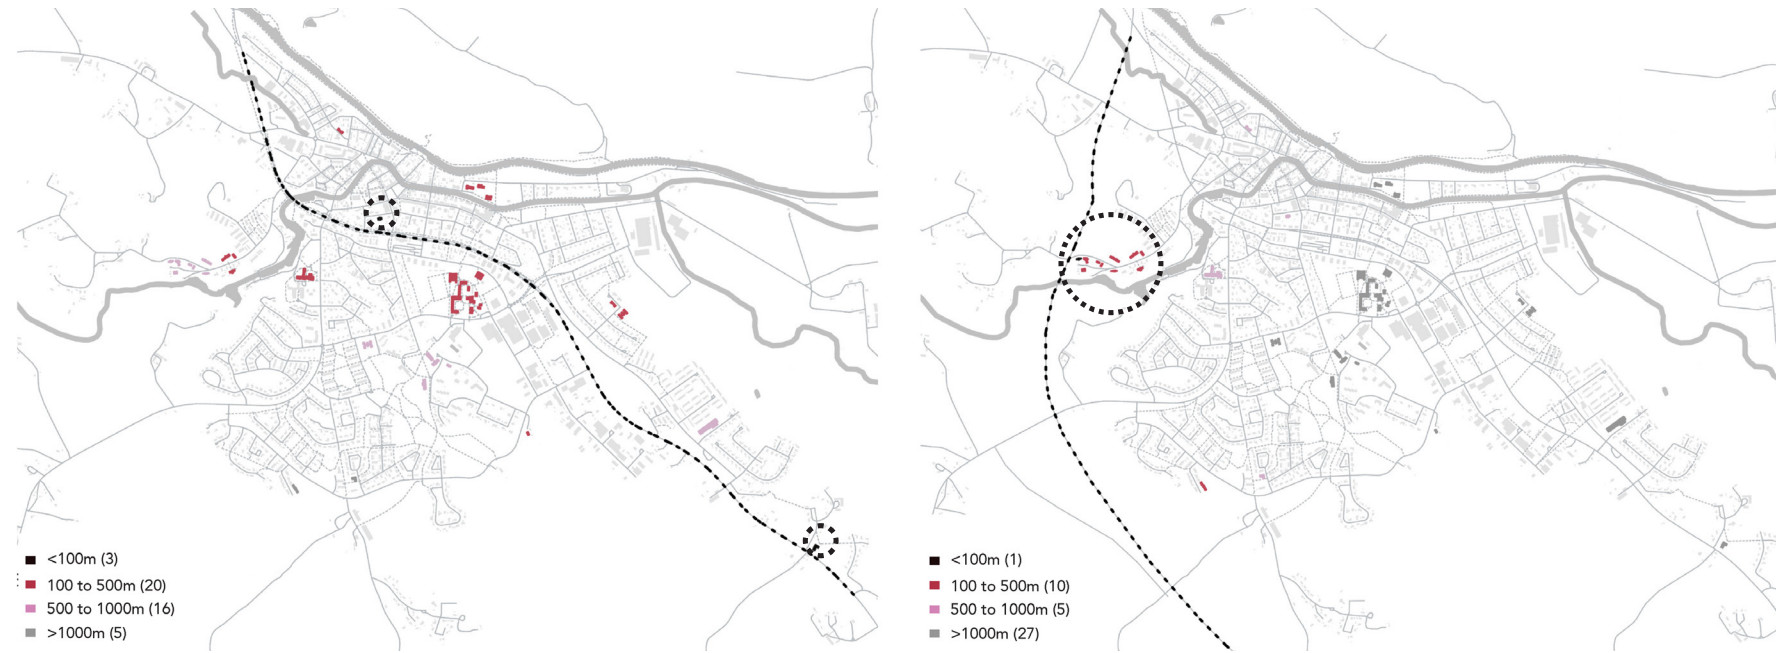 <100m (3)
100 to 500m (20)
500 to 1000m (16)
>1000m (5)
<100m (1)
100 to 500m (10)
500 to 1000m (5)
>1000m (27)